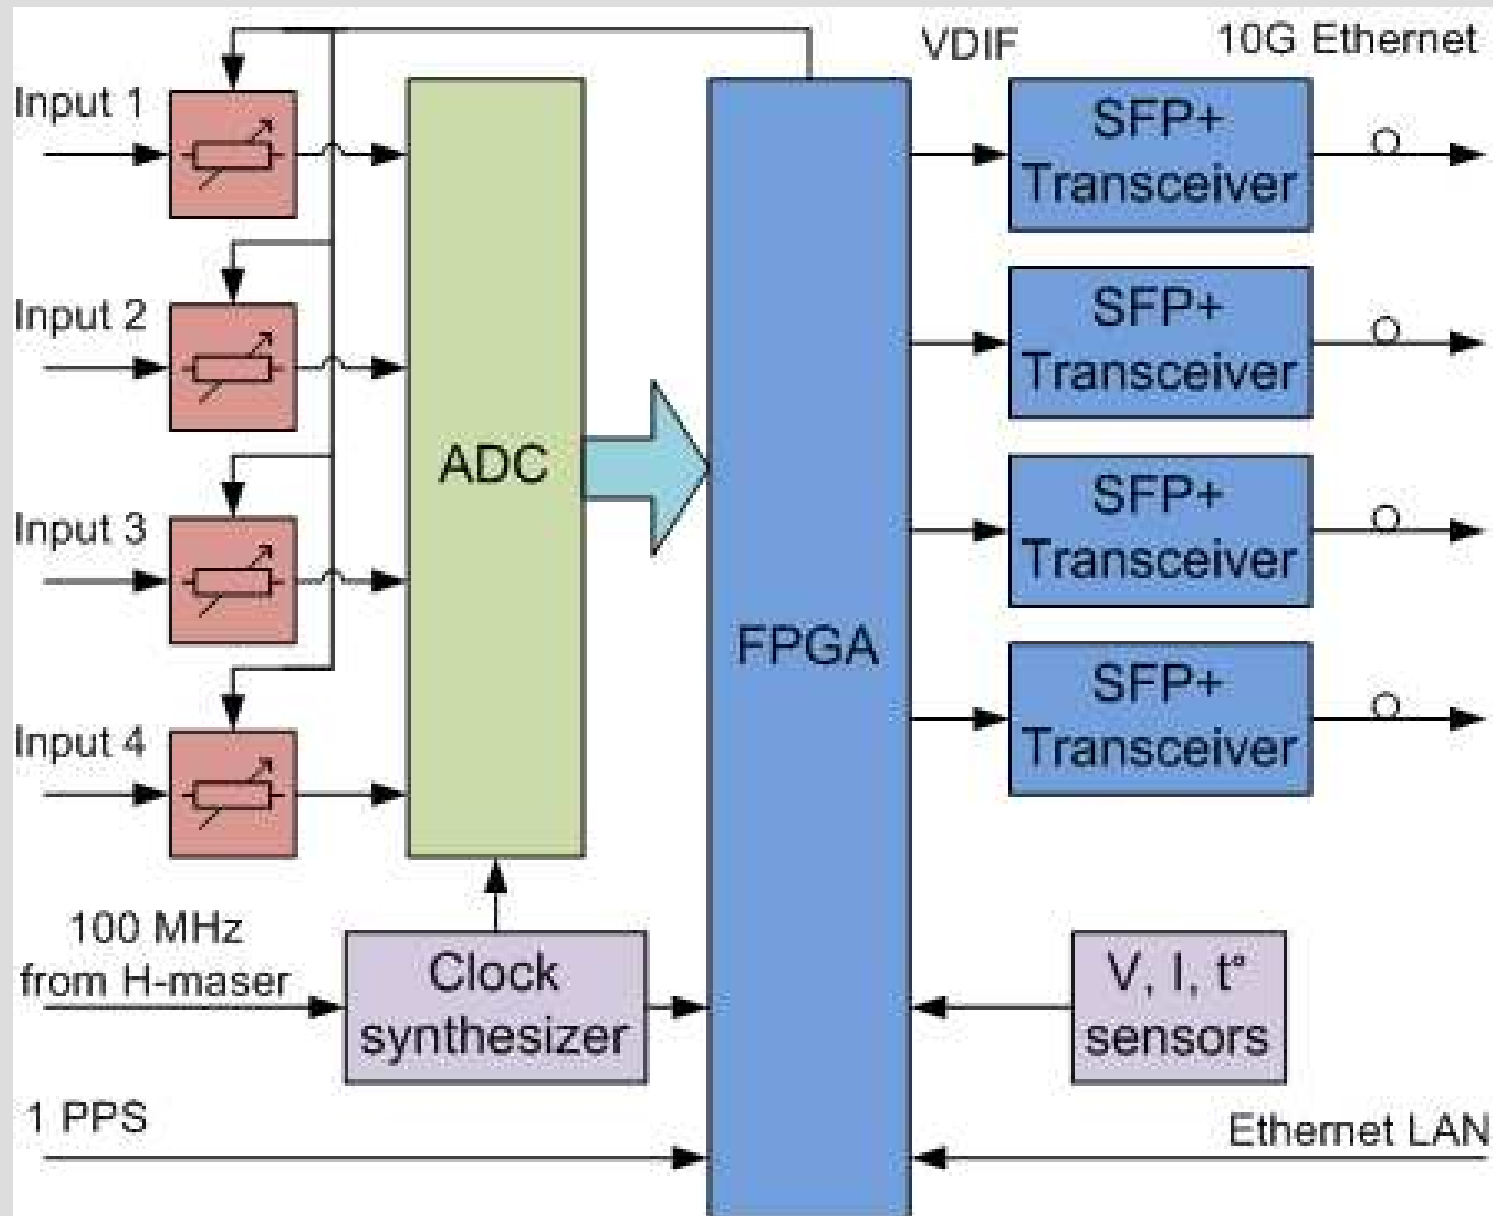 VDIF
10G Ethernet
Input 1
SFP+
Transceiver
Input 2
SFP+
Transceiver
ADC
Input 3
SFP+
Transceiver
FPGA
Input 4
SFP+
Transceiver
100 MHz
from H-maser
Clock
synthesizer
V, I, t°
sensors
1 PPS
Ethernet LAN